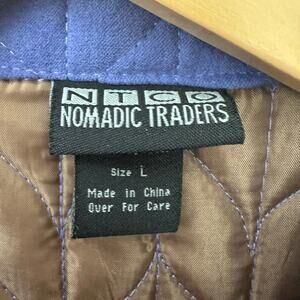 NTCO
NOMADIC TRADERS
Size L
Made in China
Over For Care